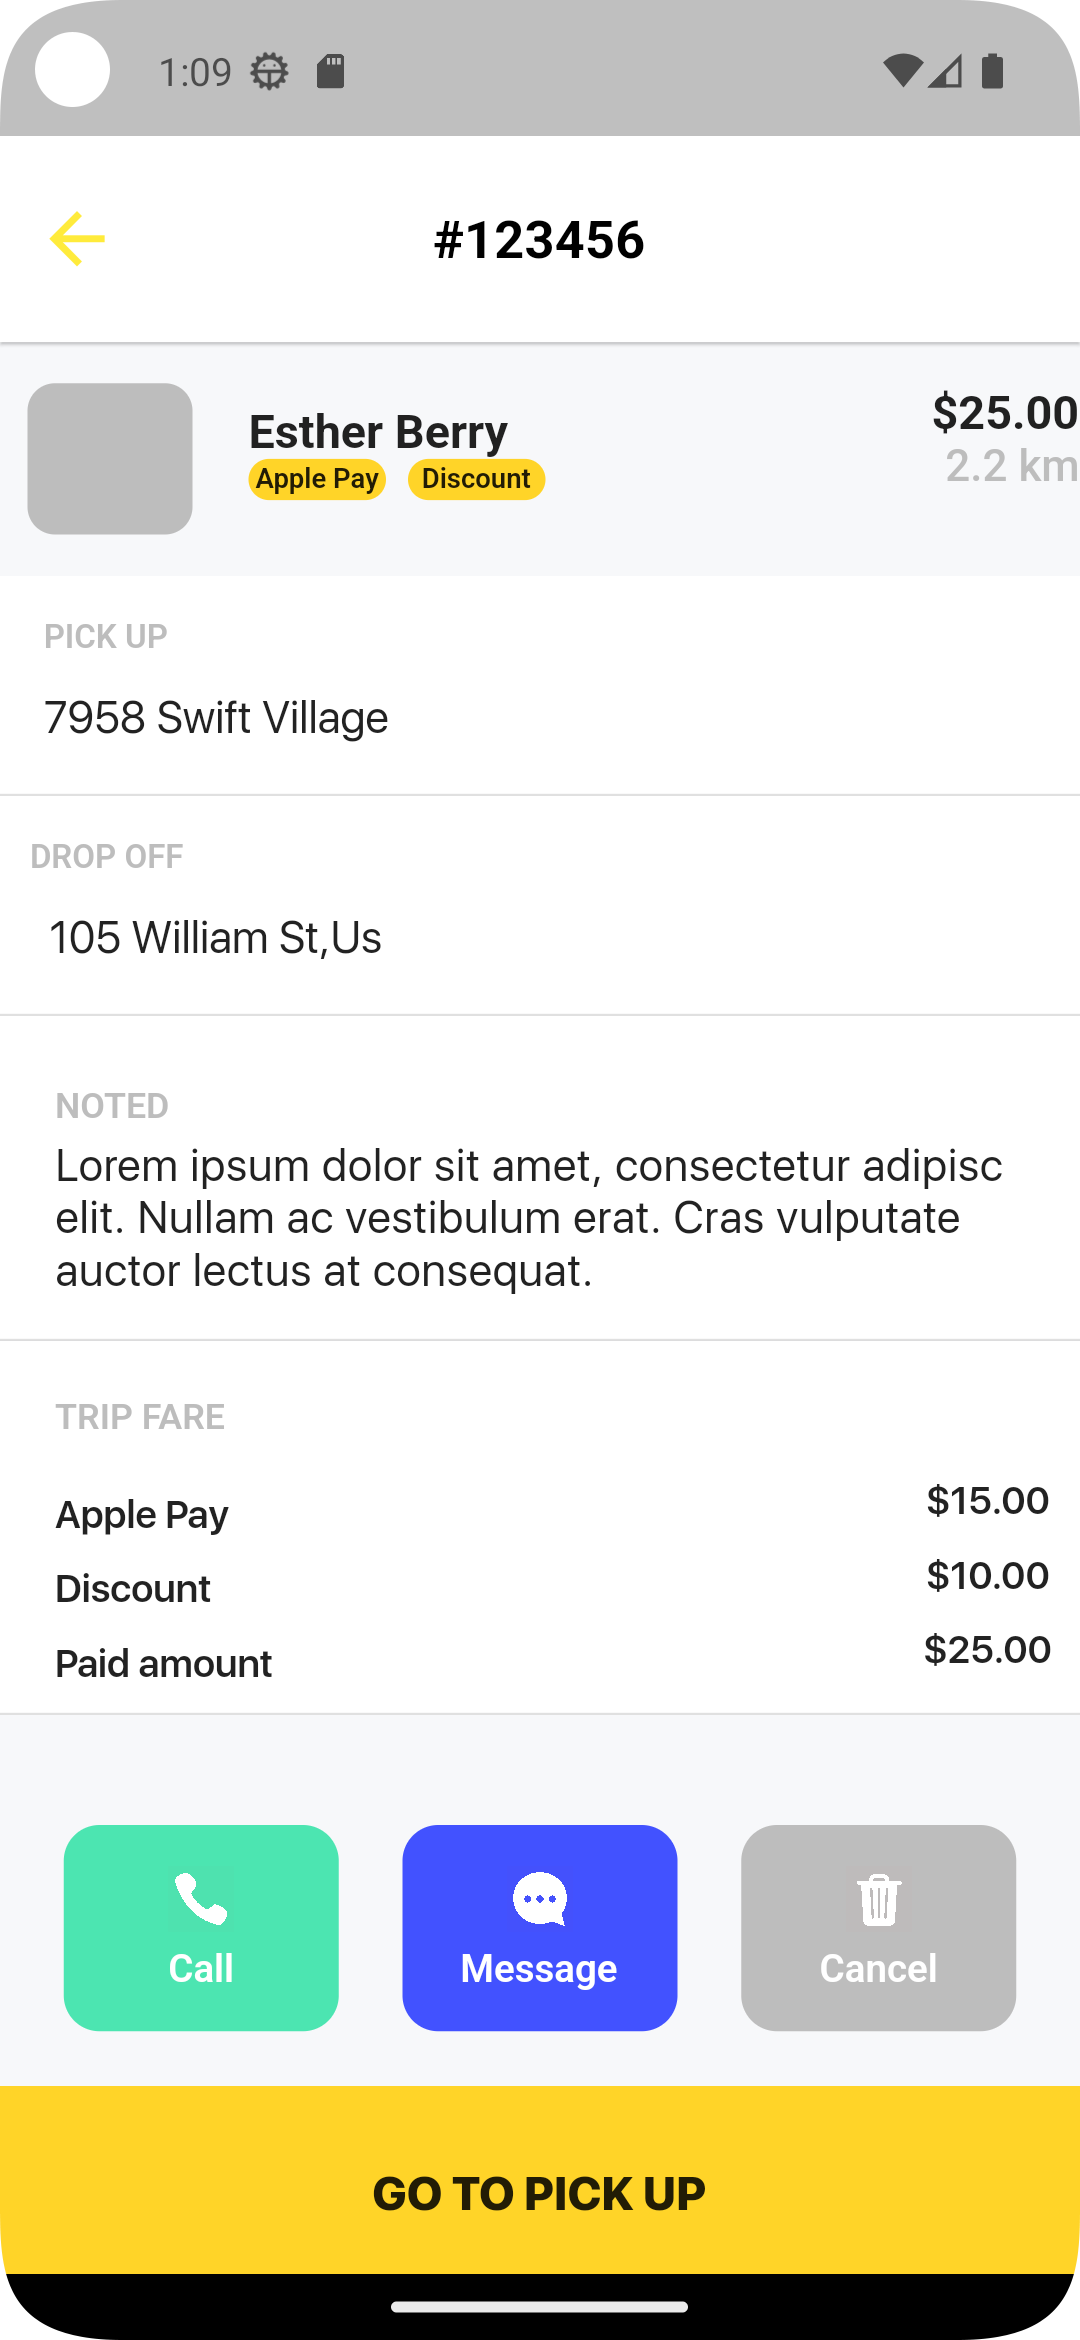 1:09
#123456
Esther Berry
$25.00
Apple Pay
Discount
2.2 km
PICK UP
7958 Swift Village
DROP OFF
105 William St,Us
NOTED
Lorem ipsum dolor sit amet, consectetur adipisc
elit. Nullam ac vestibulum erat. Cras vulputate
auctor lectus at consequat.
TRIP FARE
Apple Pay
$15.00
Discount
$10.00
Paid amount
$25.00
Call
Message
Cancel
GO TO PICK UP